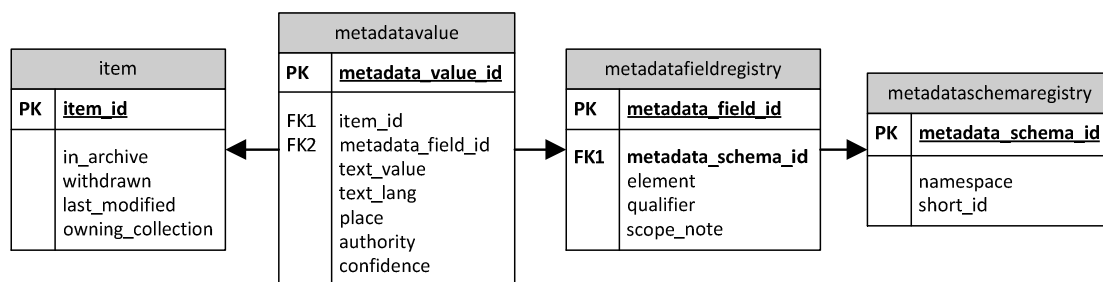 item
PK item_id
in_archive
withdrawn
last_modified
owning_collection
metadatavalue
PK metadata_value_id
FK1 item_id
FK2 metadata_field_id
text_value
text_lang
place
authority
confidence
metadatafieldregistry
PK metadata_field_id
FK1 metadata_schema_id
element
qualifier
scope_note
metadataschemaregistry
PK metadata_schema_id
namespace
short_id